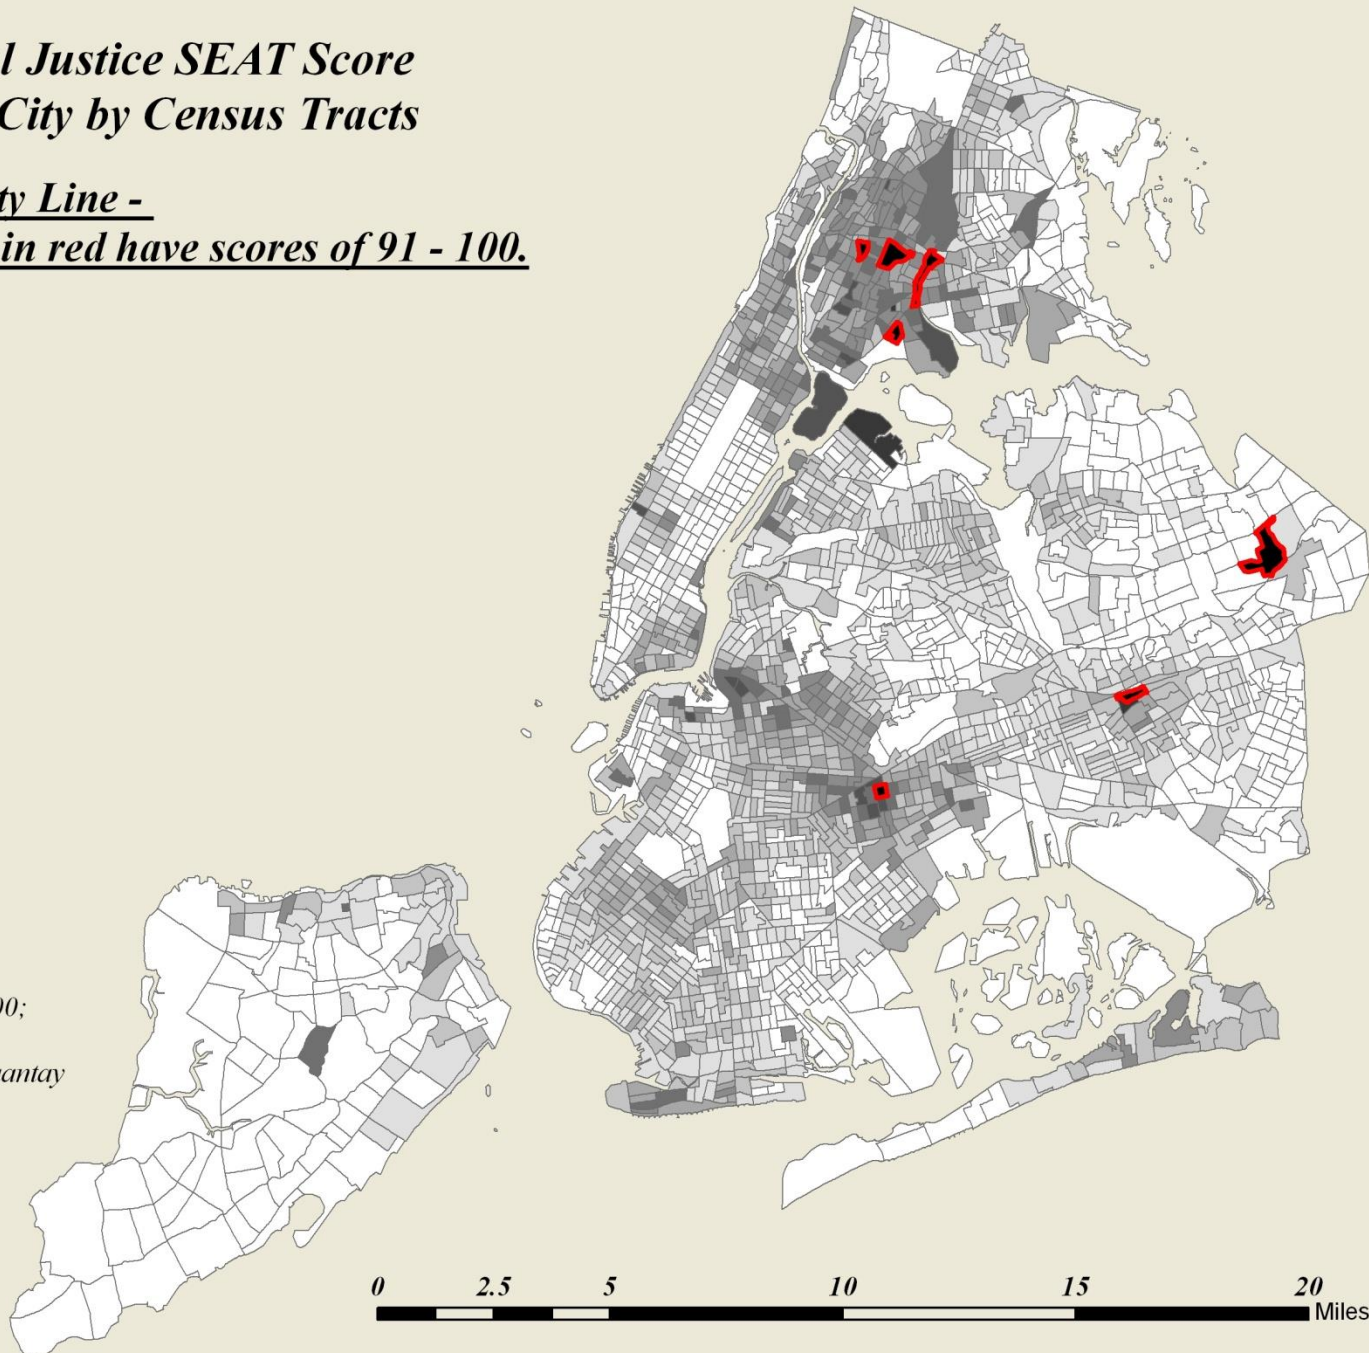 l Justice SEAT Score
City by Census Tracts
ty Line -
in red have scores of 91 - 100.
00;
antay
0 2.5 5 10 15 20
Miles